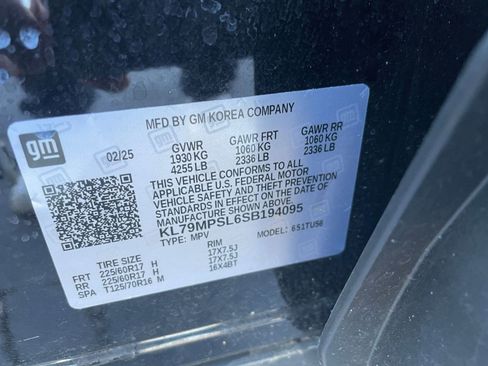 MFD BY GM KOREA COMPANY
gm
02/25 GVWR GAWR FRT GAWR RR
1930 KG 1060 KG 1060 KG
4255 LB 2336 LB 2336 LB
THIS VEHICLE CONFORMS TO ALL
APPLICABLE U.S. FEDERAL MOTOR
VEHICLE SAFETY AND THEFT PREVENTION
STANDARDS IN EFFECT ON THE DATE OF
MANUFACTURE SHOWN ABOVE.
KL79MPSL6SB194095
TYPE: MPV MODEL: 651TU56
TIRE SIZE RIM
FRT 225/60R17 H 17X7.5J
RR 225/60R17 H 17X7.5J
SPA T125/70R16 M 16X4BT